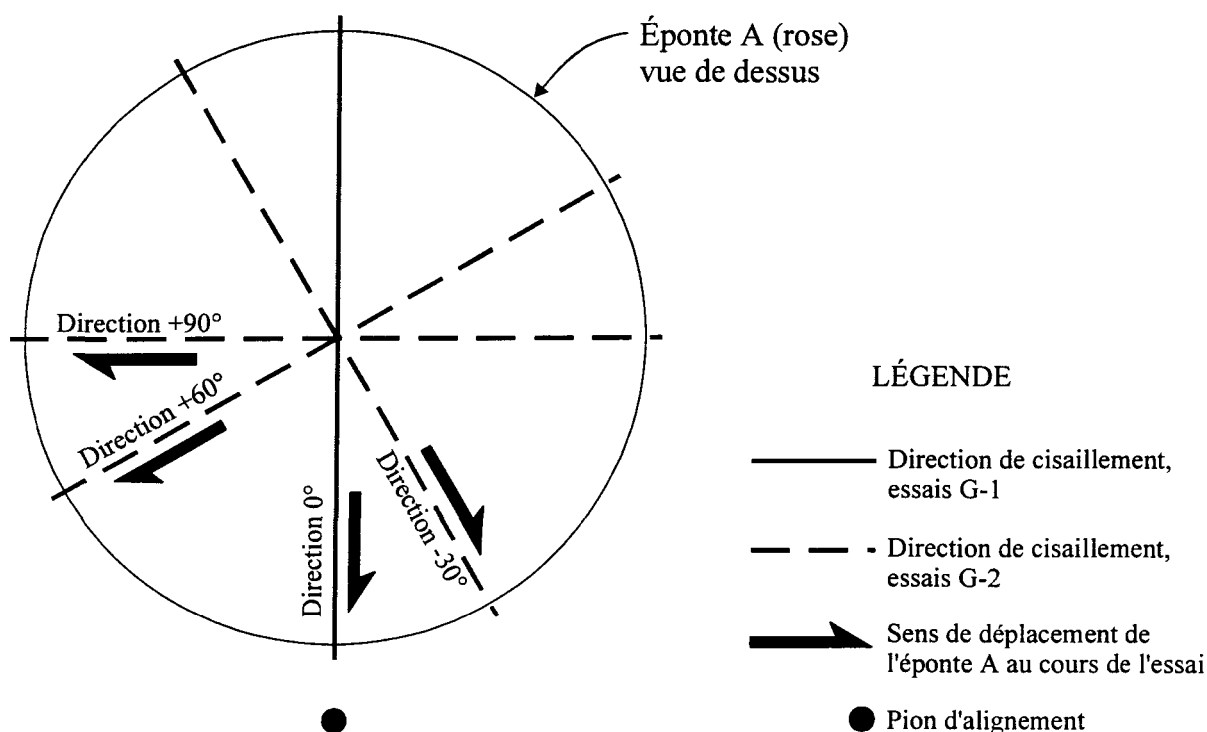 Éponte A (rose)
vue de dessus
Direction +90°
Direction +60°
Direction 0°
Direction -30°
LÉGENDE
Direction de cisaillement,
essais G-1
Direction de cisaillement,
essais G-2
Sens de déplacement de
l'éponte A au cours de l'essai
Pion d'alignement